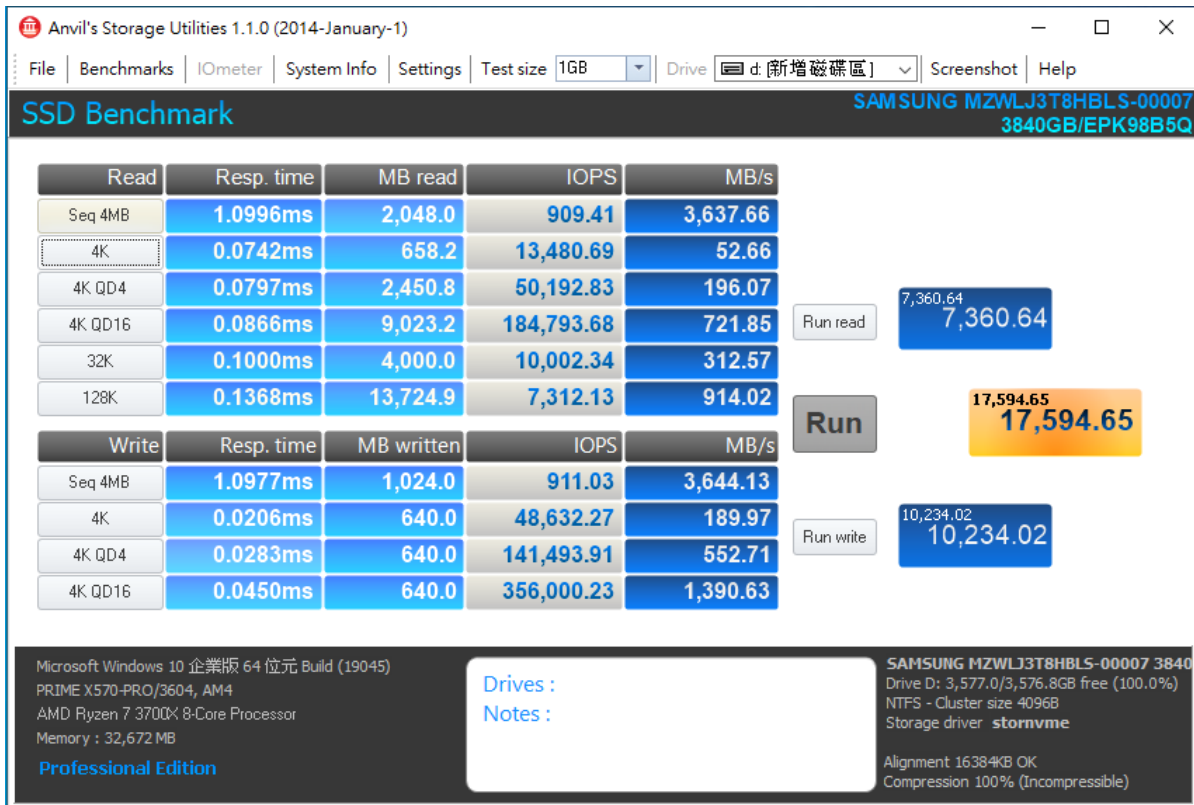 Anvil's Storage Utilities 1.1.0 (2014-January-1)
File Benchmarks IOmeter System Info Settings Test size 1GB Drive d: [新增磁碟區] Screenshot Help
SSD Benchmark
SAMSUNG MZWLJ3T8HBLS-00007
3840GB/EPK98B5Q
Read Resp. time MB read IOPS MB/s
Seq 4MB 1.0996ms 2,048.0 909.41 3,637.66
4K 0.0742ms 658.2 13,480.69 52.66
4K QD4 0.0797ms 2,450.8 50,192.83 196.07
4K QD16 0.0866ms 9,023.2 184,793.68 721.85
32K 0.1000ms 4,000.0 10,002.34 312.57
128K 0.1368ms 13,724.9 7,312.13 914.02
Run read
7,360.64
7,360.64
Run
17,594.65
17,594.65
Write Resp. time MB written IOPS MB/s
Seq 4MB 1.0977ms 1,024.0 911.03 3,644.13
4K 0.0206ms 640.0 48,632.27 189.97
4K QD4 0.0283ms 640.0 141,493.91 552.71
4K QD16 0.0450ms 640.0 356,000.23 1,390.63
Run write
10,234.02
10,234.02
Microsoft Windows 10 企業版 64 位元 Build (19045)
PRIME X570-PRO/3604, AM4
AMD Ryzen 7 3700X 8-Core Processor
Memory : 32,672 MB
Professional Edition
Drives :
Notes :
SAMSUNG MZWLJ3T8HBLS-00007 3840
Drive D: 3,577.0/3,576.8GB free (100.0%)
NTFS - Cluster size 4096B
Storage driver stornvme
Alignment 16384KB OK
Compression 100% (Incompressible)